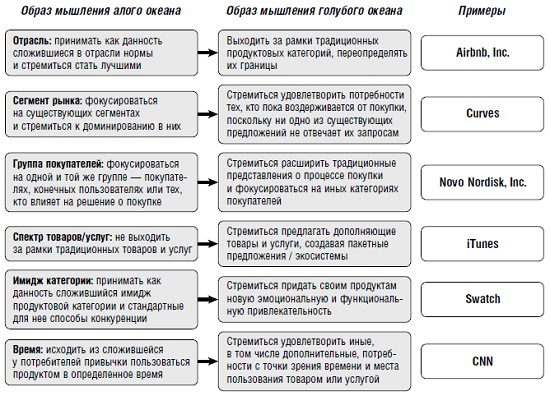 Образ мышления алого океана
Образ мышления голубого океана
Примеры
Отрасль: принимать как данность
сложившиеся в отрасли нормы
и стремиться стать лучшими
Выходить за рамки традиционных
продуктовых категорий, переопределять
их границы
Airbnb, Inc.
Сегмент рынка: фокусироваться
на существующих сегментах
и стремиться к доминированию в них
Стремиться удовлетворить потребности
тех, кто пока воздерживается от покупки,
поскольку ни одно из существующих
предложений не отвечает их запросам
Curves
Группа покупателей: фокусироваться
на одной и той же группе — покупате-
лях, конечных пользователях или тех,
кто влияет на решение о покупке
Стремиться расширить традиционные
представления о процессе покупки
и фокусироваться на иных категориях
покупателей
Novo Nordisk, Inc.
Спектр товаров/услуг: не выходить
за рамки традиционных товаров и услуг
Стремиться предлагать дополняющие
товары и услуги, создавая пакетные
предложения / экосистемы
iTunes
Имидж категории: принимать как
данность сложившийся имидж
продуктовой категории и стандартные
для нее способы конкуренции
Стремиться придать своим продуктам
новую эмоциональную и функциональ-
ную привлекательность
Swatch
Время: исходить из сложившейся
у потребителей привычки пользоваться
продуктом в определенное время
Стремиться удовлетворить иные,
в том числе дополнительные, потребно-
сти с точки зрения времени и места
пользования товаром или услугой
CNN